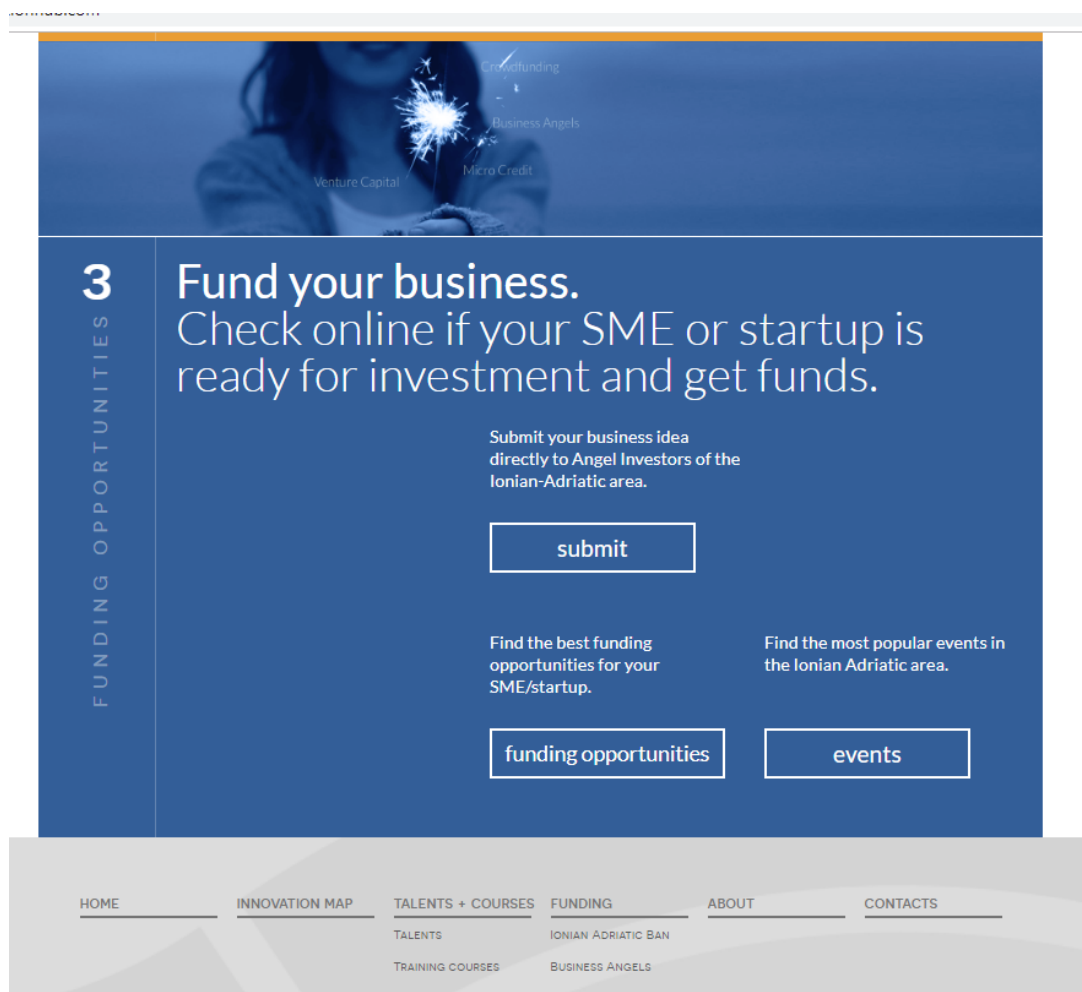 Crowdfunding
Business Angels
Micro Credit
Venture Capital
3
FUNDING OPPORTUNITIES
Fund your business.
Check online if your SME or startup is
ready for investment and get funds.
Submit your business idea
directly to Angel Investors of the
Ionian-Adriatic area.
submit
Find the best funding
opportunities for your
SME/startup.
funding opportunities
Find the most popular events in
the Ionian Adriatic area.
events
HOME
INNOVATION MAP
TALENTS + COURSES
FUNDING
ABOUT
CONTACTS
TALENTS
IONIAN ADRIATIC BAN
TRAINING COURSES
BUSINESS ANGELS